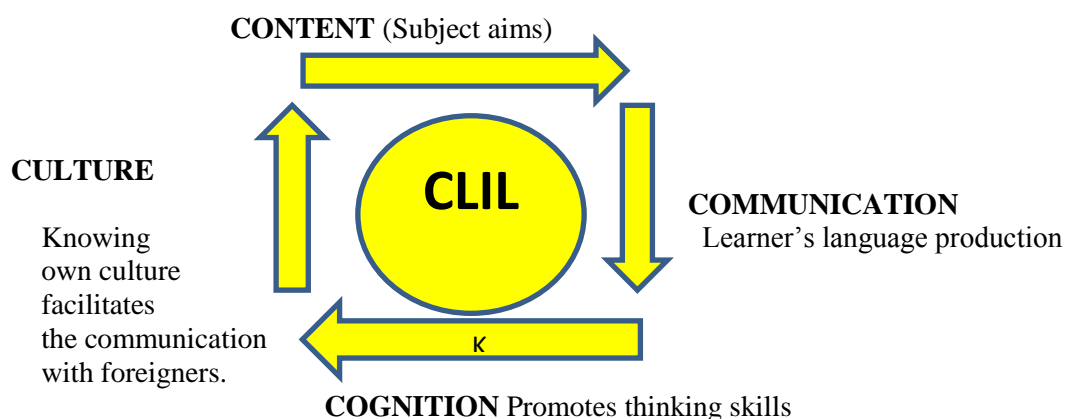 CONTENT (Subject aims)
CULTURE
Knowing
own culture
facilitates
the communication
with foreigners.
CLIL
COMMUNICATION
Learner's language production
K
COGNITION Promotes thinking skills